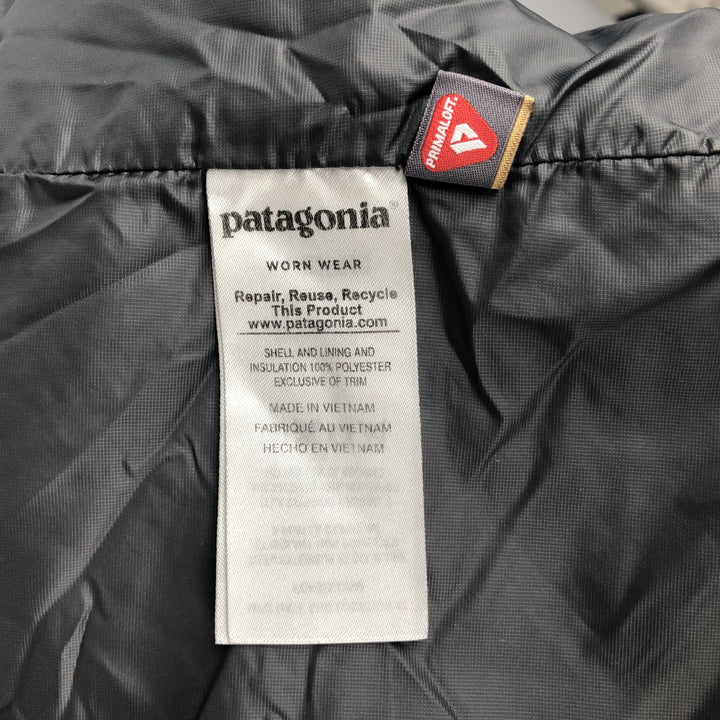 PRIMALOFT.
patagonia®
WORN WEAR
Repair, Reuse, Recycle
This Product
www.patagonia.com
SHELL AND LINING AND
INSULATION 100% POLYESTER
EXCLUSIVE OF TRIM
MADE IN VIETNAM
FABRIQUÉ AU VIETNAM
HECHO EN VIETNAM